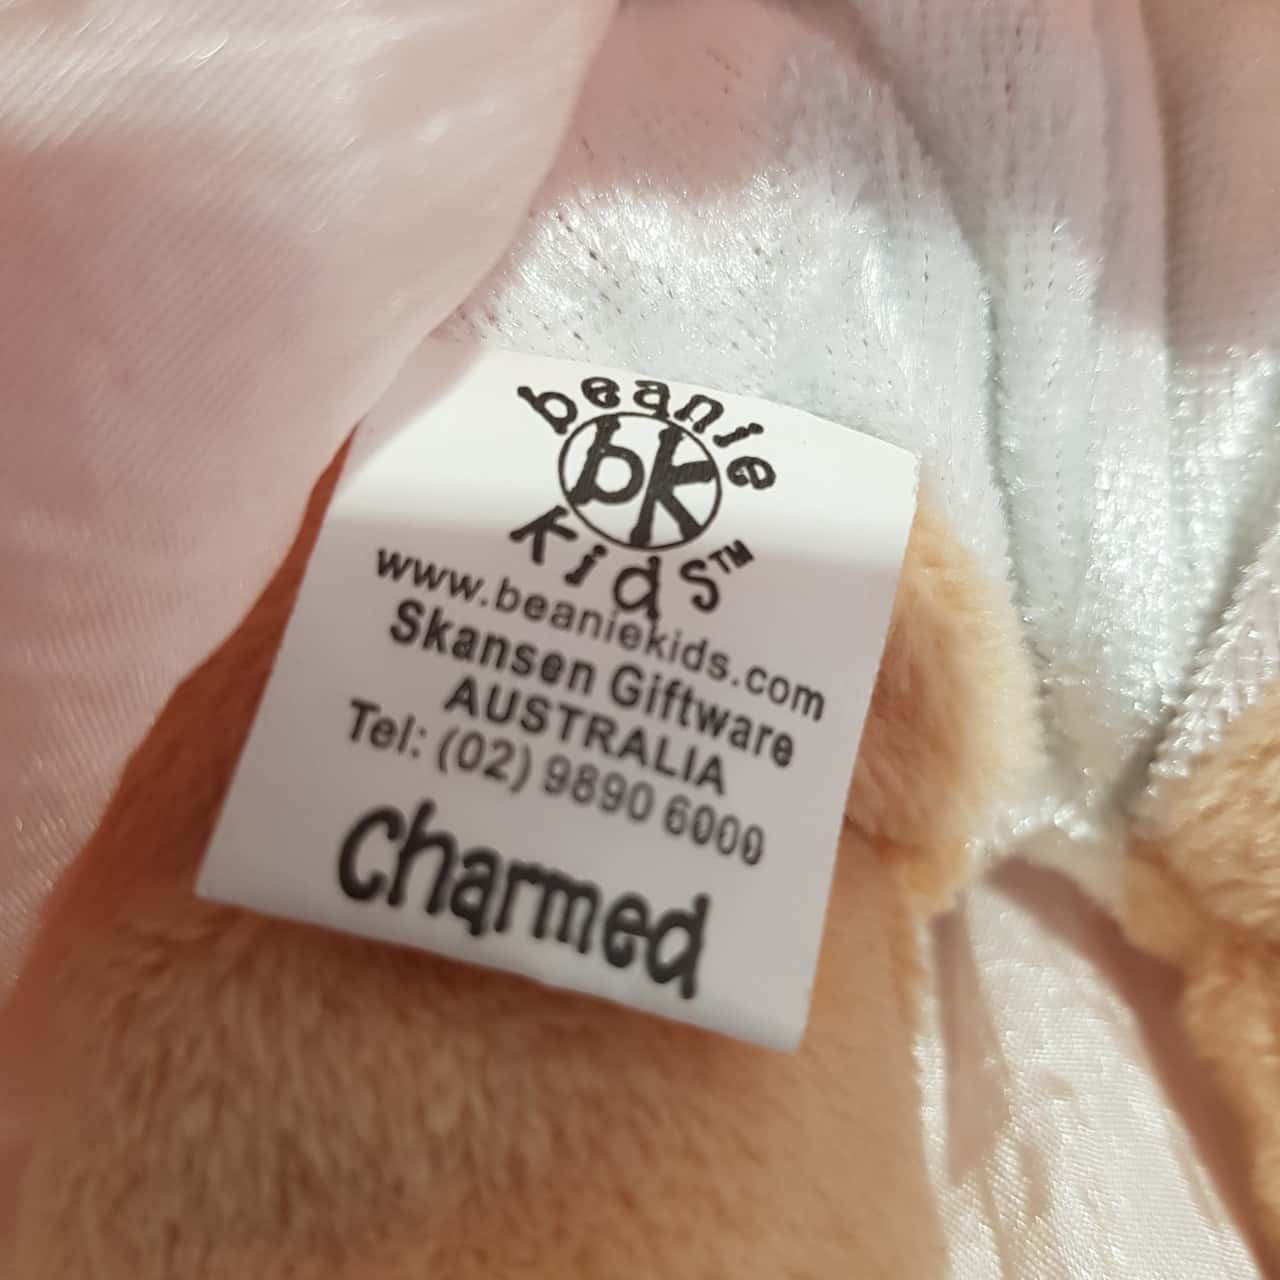 beanie
bk
kids™
www.beaniekids.com
Skansen Giftware
AUSTRALIA
Tel: (02) 9890 6000
charmed